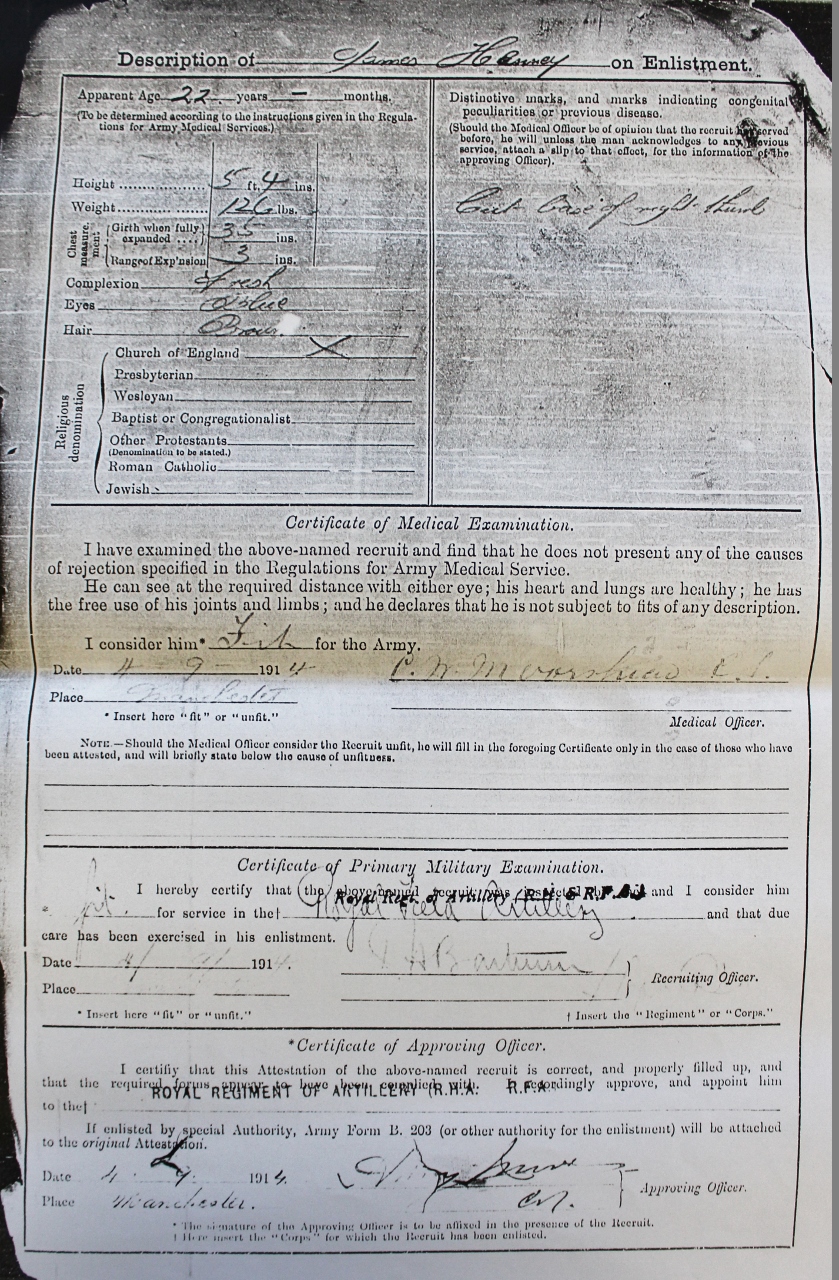 Description of James Hanney on Enlistment.
Apparent Age 22 years — months.
(To be determined according to the instructions given in the Regula-
tions for Army Medical Services.)
Height .................. 5 ft. 4 ins.
Weight .................. 126 lbs.
Chest measure- ment. { Girth when fully expanded .... } 35 ins.
Range of Exp'nsion 3 ins.
Complexion Fresh
Eyes Blue
Hair Brown
Religious denomination
Church of England X
Presbyterian
Wesleyan
Baptist or Congregationalist
Other Protestants
(Denomination to be stated.)
Roman Catholic
Jewish
Distinctive marks, and marks indicating congenital
peculiarities or previous disease.
(Should the Medical Officer be of opinion that the recruit has served
before, he will unless the man acknowledges to any previous
service, attach a slip to that effect, for the information of the
approving Officer).
Cut base of right thumb
Certificate of Medical Examination.
I have examined the above-named recruit and find that he does not present any of the causes
of rejection specified in the Regulations for Army Medical Service.
He can see at the required distance with either eye; his heart and lungs are healthy; he has
the free use of his joints and limbs; and he declares that he is not subject to fits of any description.
I consider him* Fit for the Army.
Date 4 9 1914
Place Manchester
* Insert here "fit" or "unfit."
Medical Officer.
NOTE.—Should the Medical Officer consider the Recruit unfit, he will fill in the foregoing Certificate only in the case of those who have
been attested, and will briefly state below the cause of unfitness.
Certificate of Primary Military Examination.
I hereby certify that the above-named recruit was inspected by me and I consider him
Royal Regt. of Artillery (R.H. & R.F.A.)
* fit. for service in the† Royal Field Artillery and that due
care has been exercised in his enlistment.
Date 4/ 9/ 1914.
Place
Recruiting Officer.
* Insert here "fit" or "unfit."
† Insert the "Regiment" or "Corps."
*Certificate of Approving Officer.
I certify that this Attestation of the above-named recruit is correct, and properly filled up, and
that the required forms appear to have been complied with. I accordingly approve, and appoint him
ROYAL REGIMENT OF ARTILLERY (R.H.A. R.F.A.
to the†
If enlisted by special Authority, Army Form B. 203 (or other authority for the enlistment) will be attached
to the original Attestation.
Date 4 9 1914.
Place Manchester.
Approving Officer.
* The signature of the Approving Officer is to be affixed in the presence of the Recruit.
† Here insert the "Corps" for which the Recruit has been enlisted.